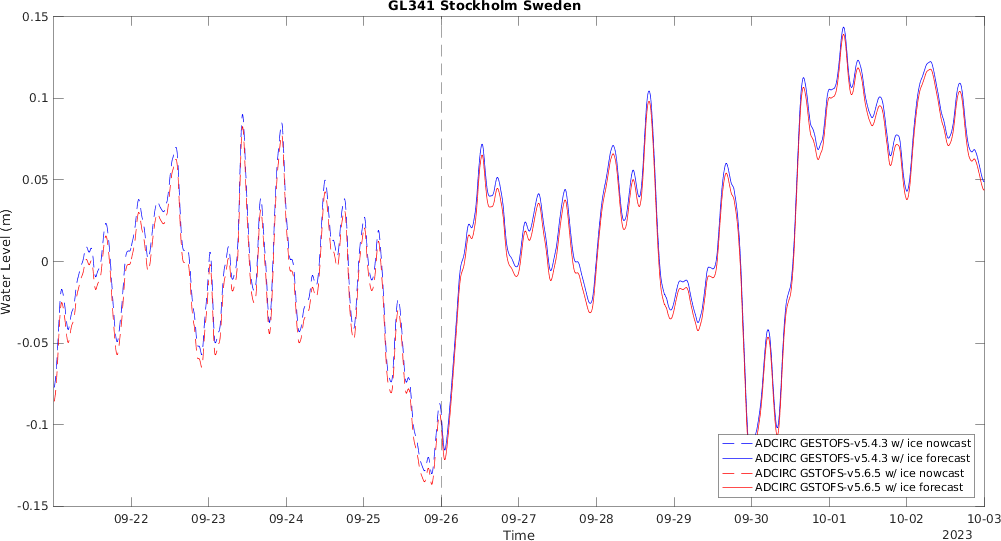 GL341 Stockholm Sweden
0.15
0.1
0.05
0
-0.05
-0.1
-0.15
Water Level (m)
ADCIRC GESTOFS-v5.4.3 w/ ice nowcast
ADCIRC GESTOFS-v5.4.3 w/ ice forecast
ADCIRC GSTOFS-v5.6.5 w/ ice nowcast
ADCIRC GSTOFS-v5.6.5 w/ ice forecast
09-22 09-23 09-24 09-25 09-26 09-27 09-28 09-29 09-30 10-01 10-02 10-03
Time
2023